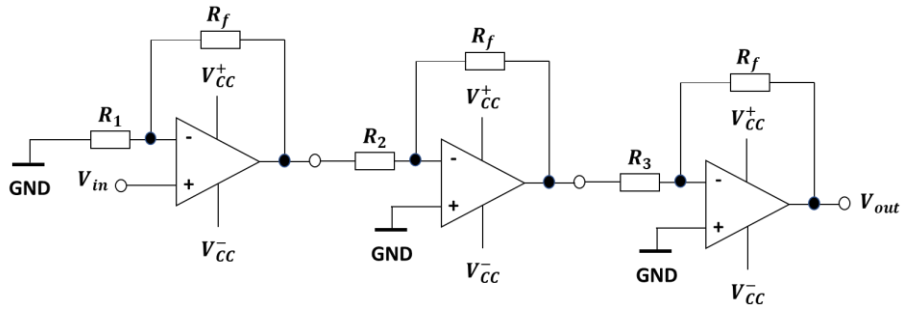 R_f
V_CC^+
R_1
-
+
GND
V_in
V_CC^-
R_f
V_CC^+
R_2
-
+
GND
V_CC^-
R_f
V_CC^+
R_3
-
+
GND
V_out
V_CC^-